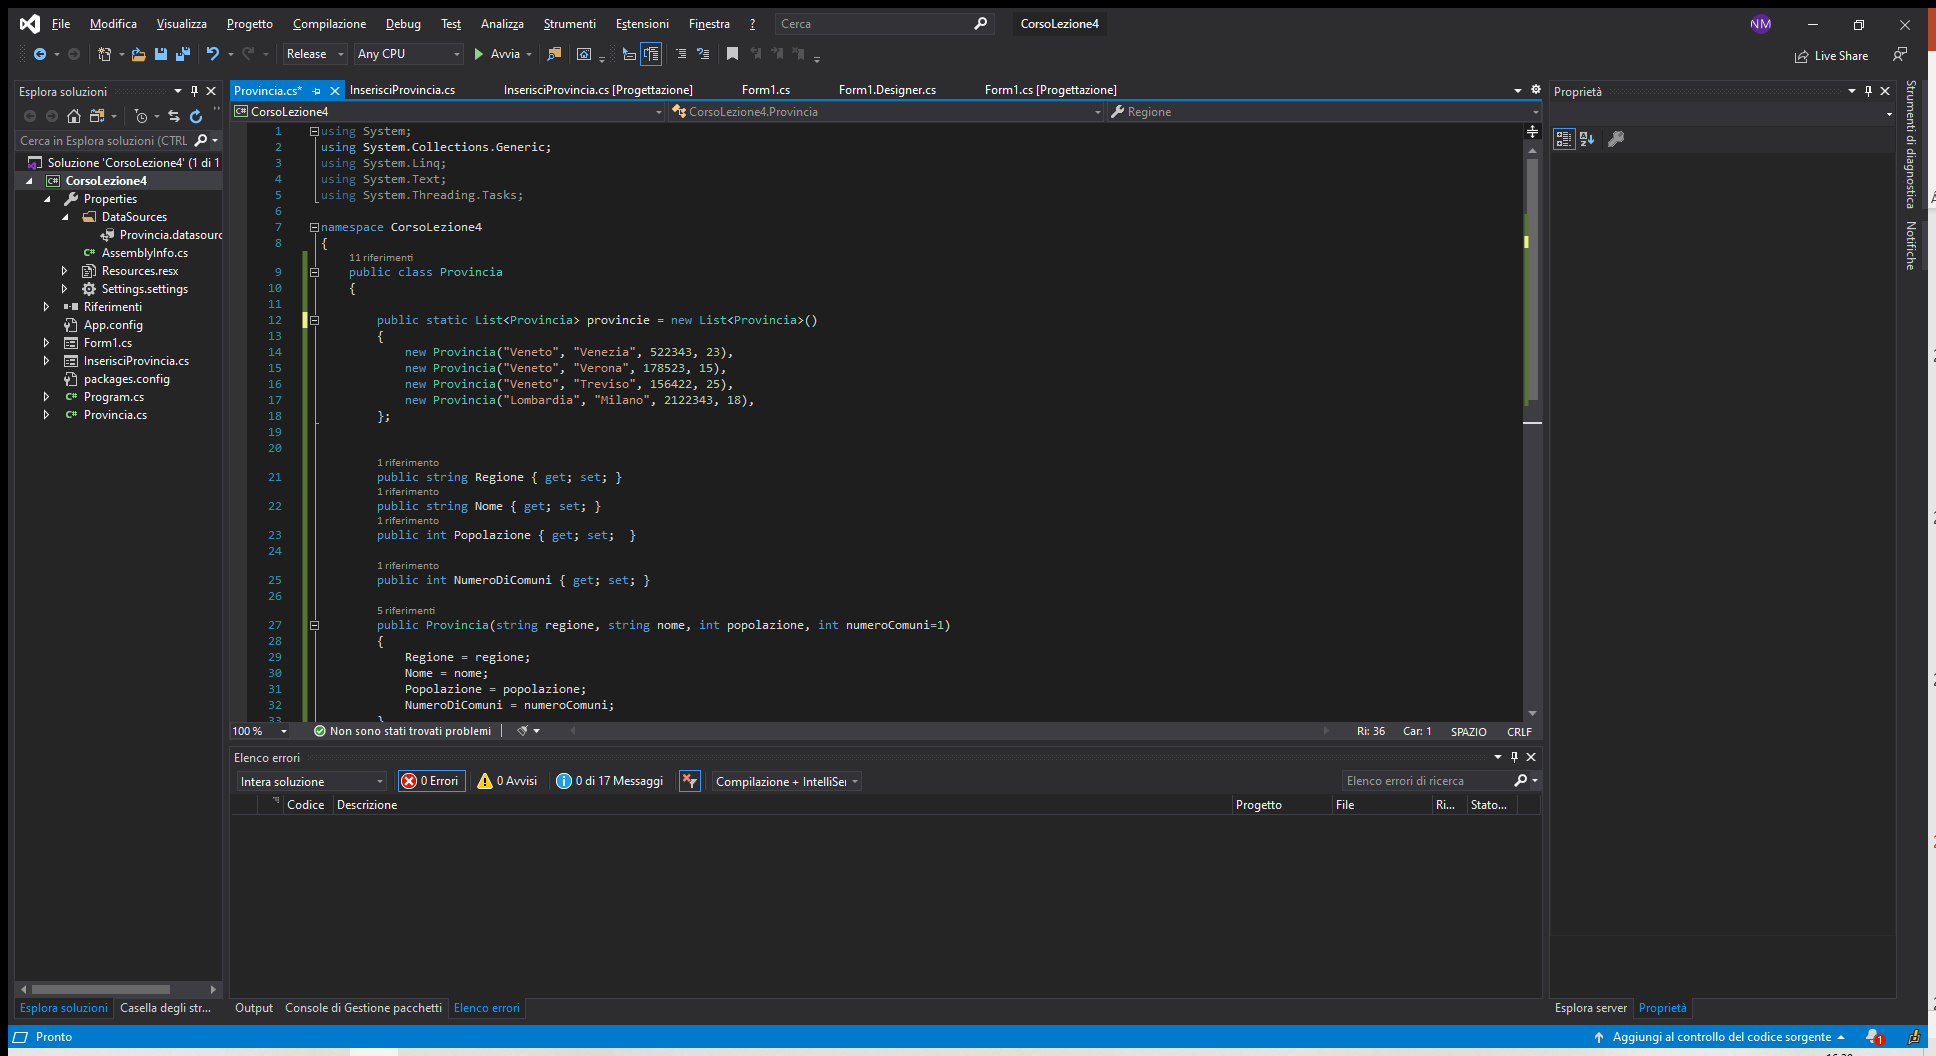 File Modifica Visualizza Progetto Compilazione Debug Test Analizza Strumenti Estensioni Finestra ? Cerca CorsoLezione4 NM
Release Any CPU Avvia Live Share
Esplora soluzioni
Cerca in Esplora soluzioni (CTRL
Soluzione 'CorsoLezione4' (1 di 1
CorsoLezione4
Properties
DataSources
Provincia.datasourc
AssemblyInfo.cs
Resources.resx
Settings.settings
Riferimenti
App.config
Form1.cs
InserisciProvincia.cs
packages.config
Program.cs
Provincia.cs
Esplora soluzioni Casella degli str...
Provincia.cs* InserisciProvincia.cs InserisciProvincia.cs [Progettazione] Form1.cs Form1.Designer.cs Form1.cs [Progettazione]
CorsoLezione4 CorsoLezione4.Provincia Regione
1 using System;
2 using System.Collections.Generic;
3 using System.Linq;
4 using System.Text;
5 using System.Threading.Tasks;
6
7 namespace CorsoLezione4
8 {
11 riferimenti
9 public class Provincia
10 {
11
12 public static List<Provincia> provincie = new List<Provincia>()
13 {
14 new Provincia("Veneto", "Venezia", 522343, 23),
15 new Provincia("Veneto", "Verona", 178523, 15),
16 new Provincia("Veneto", "Treviso", 156422, 25),
17 new Provincia("Lombardia", "Milano", 2122343, 18),
18 };
19
20
1 riferimento
21 public string Regione { get; set; }
1 riferimento
22 public string Nome { get; set; }
1 riferimento
23 public int Popolazione { get; set;  }
24
1 riferimento
25 public int NumeroDiComuni { get; set; }
26
5 riferimenti
27 public Provincia(string regione, string nome, int popolazione, int numeroComuni=1)
28 {
29 Regione = regione;
30 Nome = nome;
31 Popolazione = popolazione;
32 NumeroDiComuni = numeroComuni;
33 }
100 % Non sono stati trovati problemi Ri: 36 Car: 1 SPAZIO CRLF
Elenco errori
Intera soluzione 0 Errori 0 Avvisi 0 di 17 Messaggi Compilazione + IntelliSe Elenco errori di ricerca
Codice Descrizione Progetto File Ri... Stato...
Output Console di Gestione pacchetti Elenco errori
Proprietà
Esplora server Proprietà
Strumenti di diagnostica
Notifiche
Pronto Aggiungi al controllo del codice sorgente 1